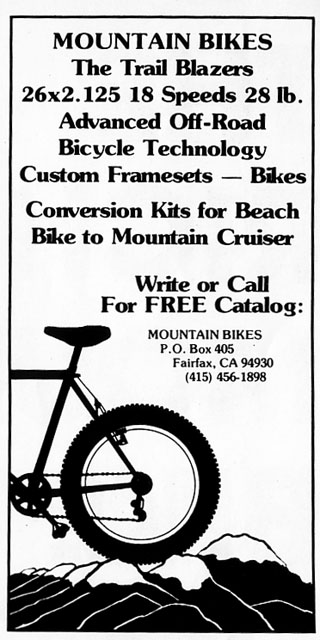 MOUNTAIN BIKES
The Trail Blazers
26x2.125 18 Speeds 28 lb.
Advanced Off-Road
Bicycle Technology
Custom Framesets — Bikes
Conversion Kits for Beach
Bike to Mountain Cruiser
Write or Call
For FREE Catalog:
MOUNTAIN BIKES
P.O. Box 405
Fairfax, CA 94930
(415) 456-1898